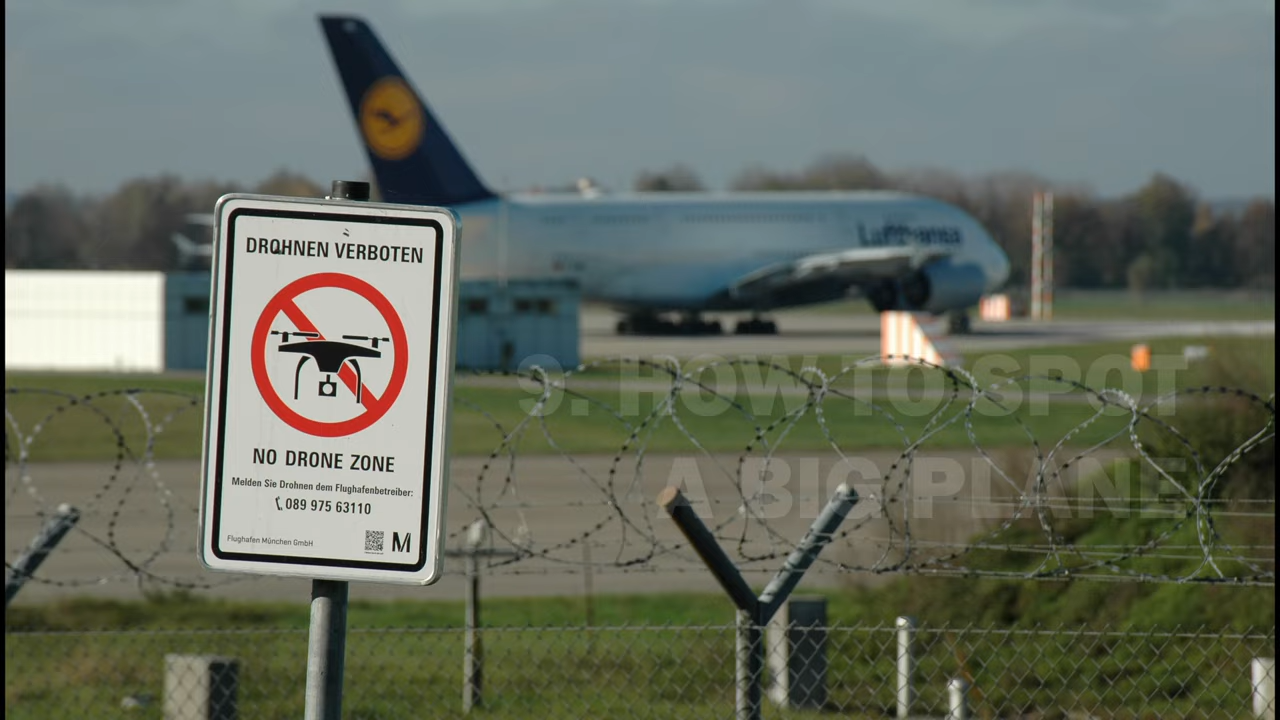 Lufthansa
DROHNEN VERBOTEN
NO DRONE ZONE
Melden Sie Drohnen dem Flughafenbetreiber:
089 975 63110
Flughafen München GmbH
M
9. HOW TO SPOT
A BIG PLANE